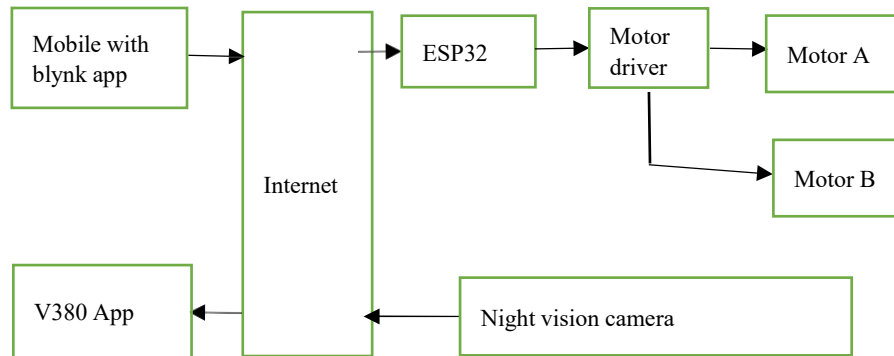 Mobile with
blynk app
ESP32
Motor
driver
Motor A
Internet
Motor B
V380 App
Night vision camera